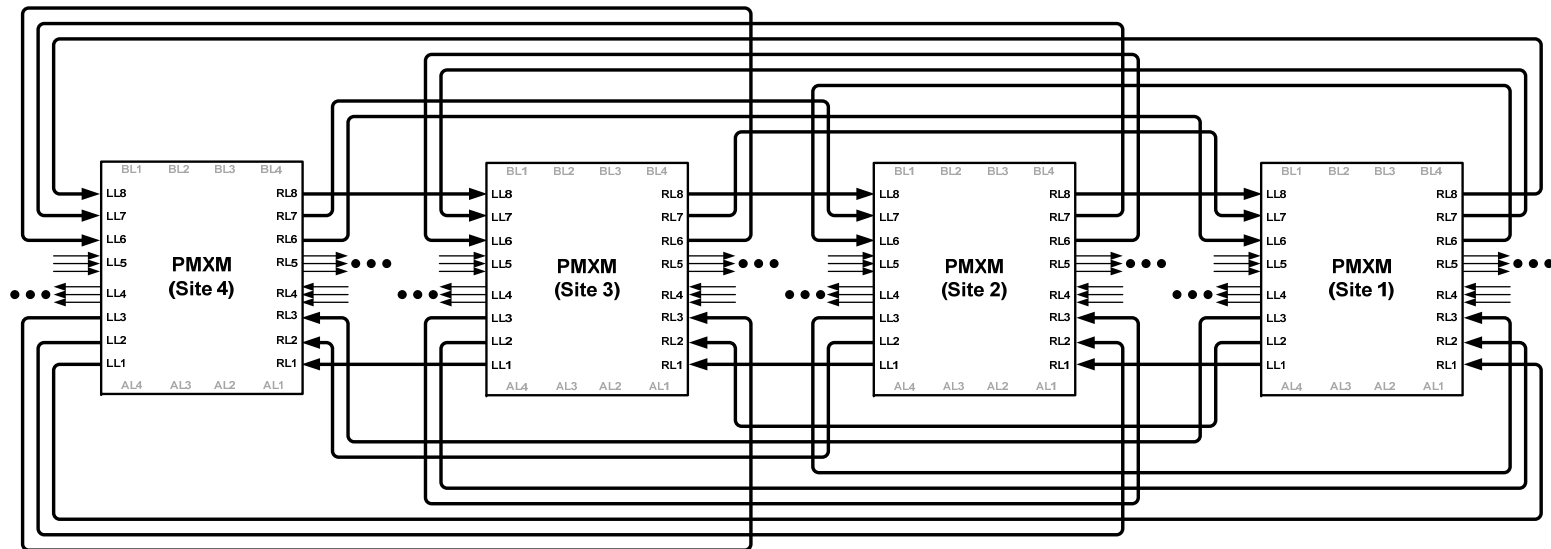 BL1 BL2 BL3 BL4
LL8 RL8
LL7 RL7
LL6 RL6
LL5 RL5
LL4 RL4
LL3 RL3
LL2 RL2
LL1 RL1
PMXM
(Site 4)
AL4 AL3 AL2 AL1
BL1 BL2 BL3 BL4
LL8 RL8
LL7 RL7
LL6 RL6
LL5 RL5
LL4 RL4
LL3 RL3
LL2 RL2
LL1 RL1
PMXM
(Site 3)
AL4 AL3 AL2 AL1
BL1 BL2 BL3 BL4
LL8 RL8
LL7 RL7
LL6 RL6
LL5 RL5
LL4 RL4
LL3 RL3
LL2 RL2
LL1 RL1
PMXM
(Site 2)
AL4 AL3 AL2 AL1
BL1 BL2 BL3 BL4
LL8 RL8
LL7 RL7
LL6 RL6
LL5 RL5
LL4 RL4
LL3 RL3
LL2 RL2
LL1 RL1
PMXM
(Site 1)
AL4 AL3 AL2 AL1